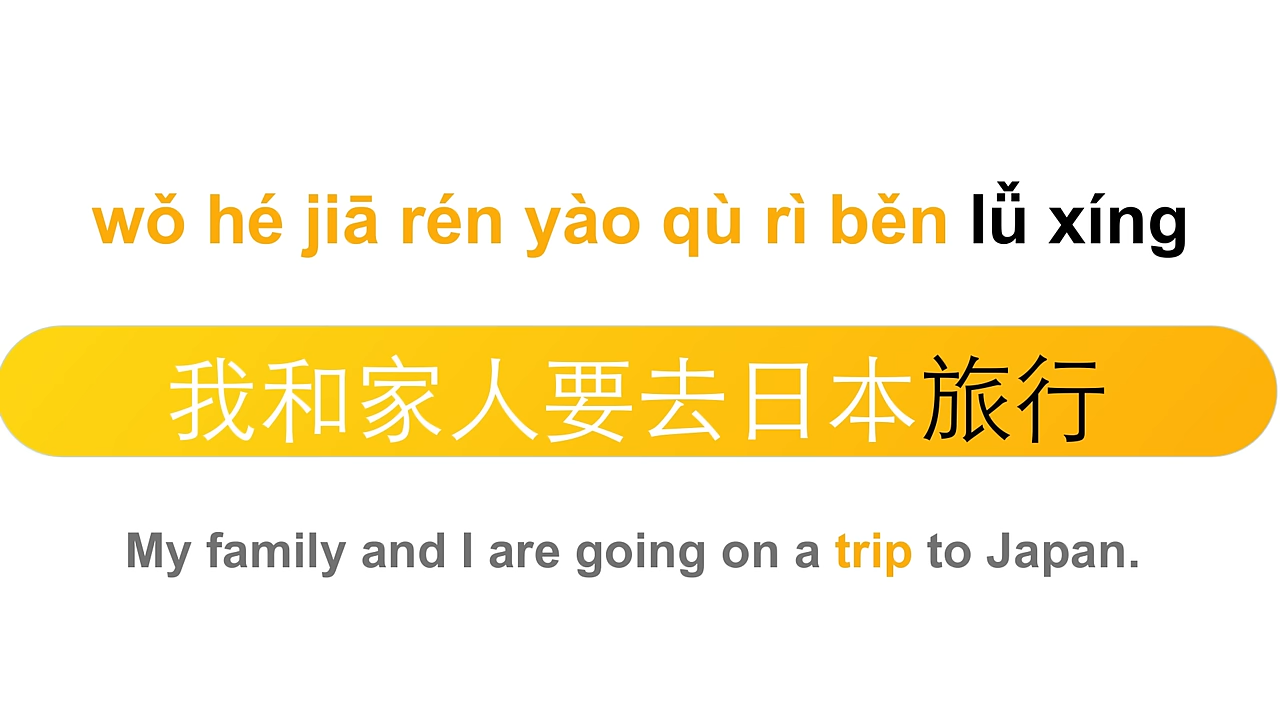 wǒ hé jiā rén yào qù rì běn lǚ xíng
我和家人要去日本旅行
My family and I are going on a trip to Japan.